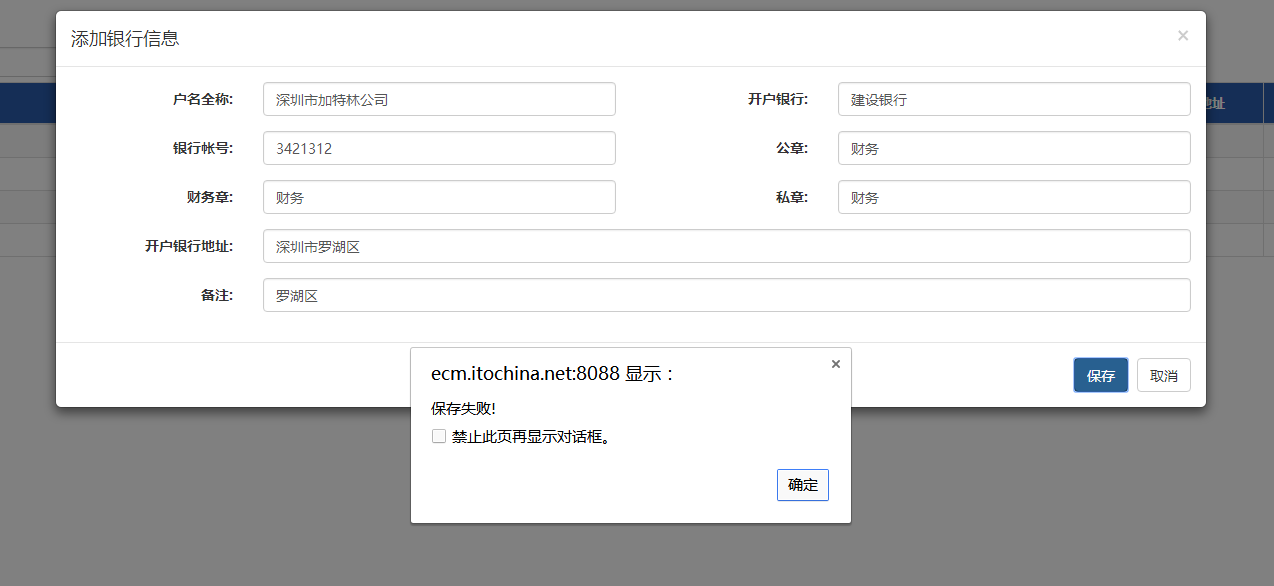 添加银行信息
×
户名全称: 深圳市加特林公司 开户银行: 建设银行
银行帐号: 3421312 公章: 财务
财务章: 财务 私章: 财务
开户银行地址: 深圳市罗湖区
备注: 罗湖区
保存 取消
ecm.itochina.net:8088 显示：
×
保存失败!
禁止此页再显示对话框。
确定